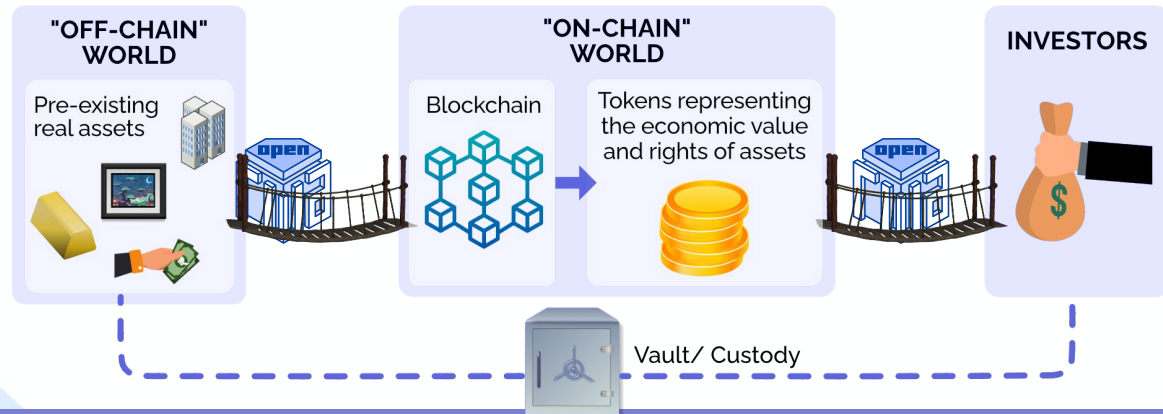 "OFF-CHAIN"
WORLD
Pre-existing
real assets
open
"ON-CHAIN"
WORLD
Blockchain
Tokens representing
the economic value
and rights of assets
open
INVESTORS
$
Vault/ Custody